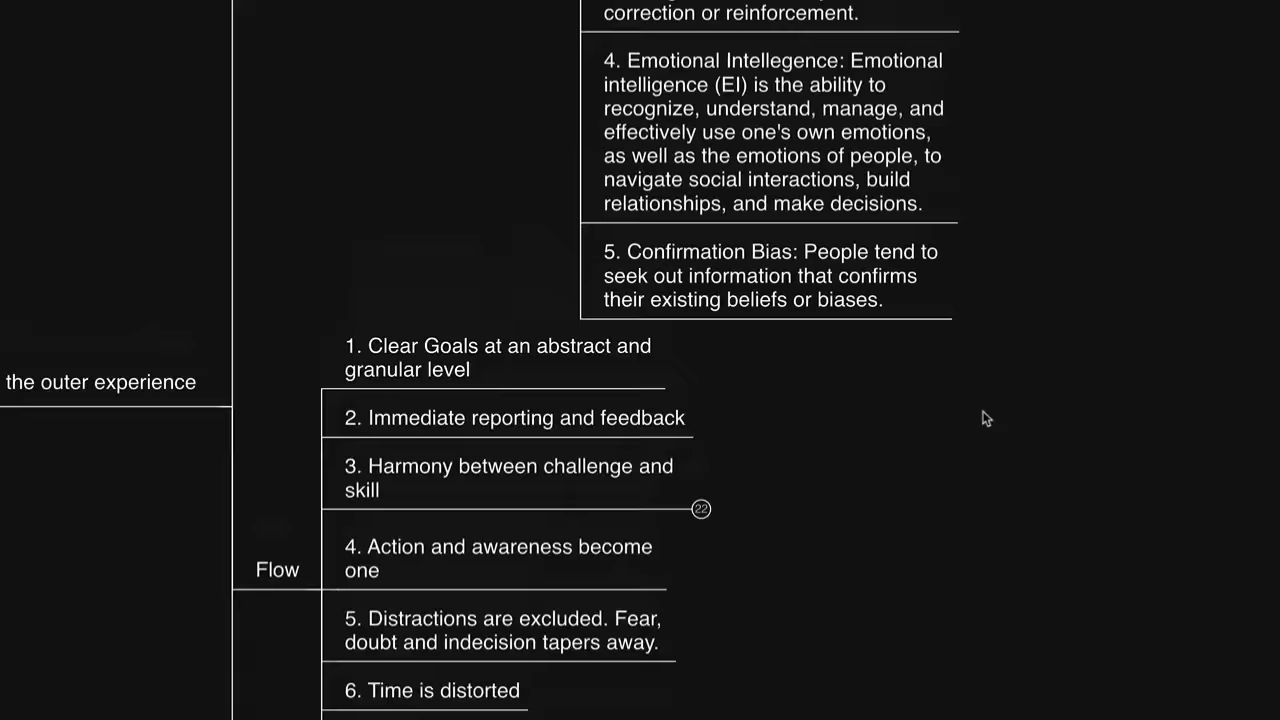 correction or reinforcement.
4. Emotional Intellegence: Emotional
intelligence (EI) is the ability to
recognize, understand, manage, and
effectively use one's own emotions,
as well as the emotions of people, to
navigate social interactions, build
relationships, and make decisions.
5. Confirmation Bias: People tend to
seek out information that confirms
their existing beliefs or biases.
the outer experience
Flow
1. Clear Goals at an abstract and
granular level
2. Immediate reporting and feedback
3. Harmony between challenge and
skill
22
4. Action and awareness become
one
5. Distractions are excluded. Fear,
doubt and indecision tapers away.
6. Time is distorted